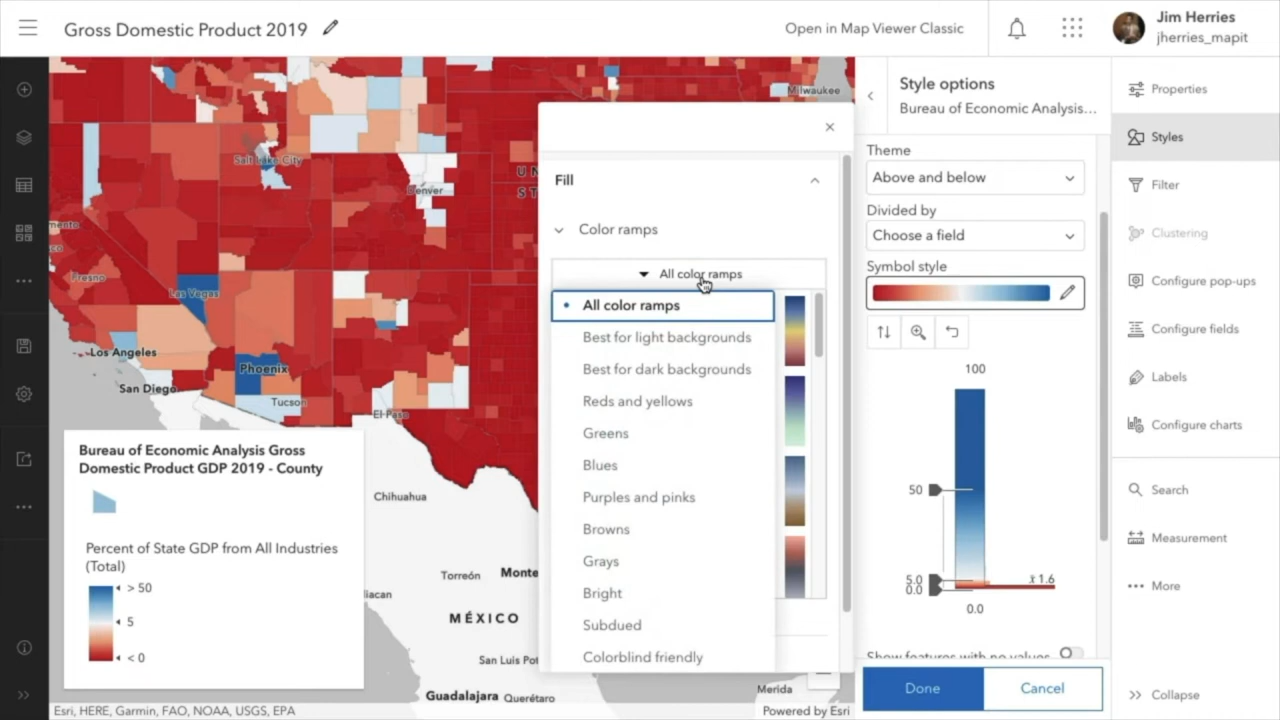 Gross Domestic Product 2019
Open in Map Viewer Classic
Jim Herries
jherries_mapit
Milwaukee
Salt Lake City
Denver
U N
S T
Fresno
Las Vegas
Los Angeles
Phoenix
San Diego
Tucson
El Paso
Chihuahua
Torreón
Monte
iacan
MÉXICO
San Luis Pot
Guadalajara
Querétaro
Merida
Bureau of Economic Analysis Gross
Domestic Product GDP 2019 - County
Percent of State GDP from All Industries
(Total)
> 50
5
< 0
Esri, HERE, Garmin, FAO, NOAA, USGS, EPA
Powered by Esri
Fill
Color ramps
All color ramps
All color ramps
Best for light backgrounds
Best for dark backgrounds
Reds and yellows
Greens
Blues
Purples and pinks
Browns
Grays
Bright
Subdued
Colorblind friendly
Style options
Bureau of Economic Analysis...
Theme
Above and below
Divided by
Choose a field
Symbol style
100
50
5.0
0.0
x̄ 1.6
0.0
Show features with no values
Done
Cancel
Properties
Styles
Filter
Clustering
Configure pop-ups
Configure fields
Labels
Configure charts
Search
Measurement
More
Collapse